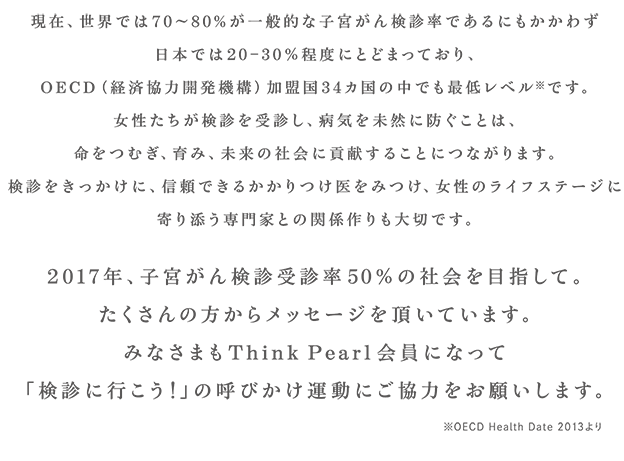 現在、世界では70～80%が一般的な子宮がん検診率であるにもかかわず
日本では20−30%程度にとどまっており、
OECD（経済協力開発機構）加盟国34カ国の中でも最低レベル※です。
女性たちが検診を受診し、病気を未然に防ぐことは、
命をつむぎ、育み、未来の社会に貢献することにつながります。
検診をきっかけに、信頼できるかかりつけ医をみつけ、女性のライフステージに
寄り添う専門家との関係作りも大切です。
2017年、子宮がん検診受診率50%の社会を目指して。
たくさんの方からメッセージを頂いています。
みなさまもThink Pearl会員になって
「検診に行こう！」の呼びかけ運動にご協力をお願いします。
※OECD Health Date 2013より